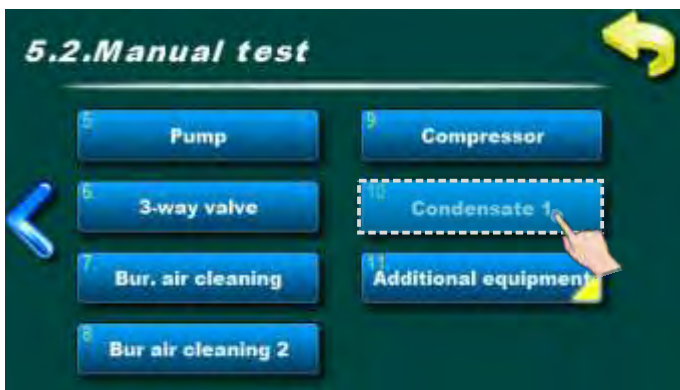 5.2.Manual test
5
Pump
6
3-way valve
7
Bur. air cleaning
8
Bur air cleaning 2
9
Compressor
10
Condensate 1
11
Additional equipment